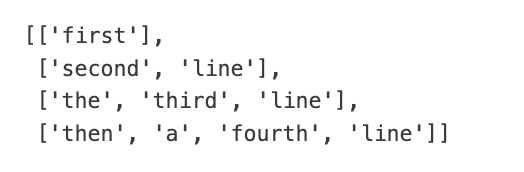 [['first'],
 ['second', 'line'],
 ['the', 'third', 'line'],
 ['then', 'a', 'fourth', 'line']]